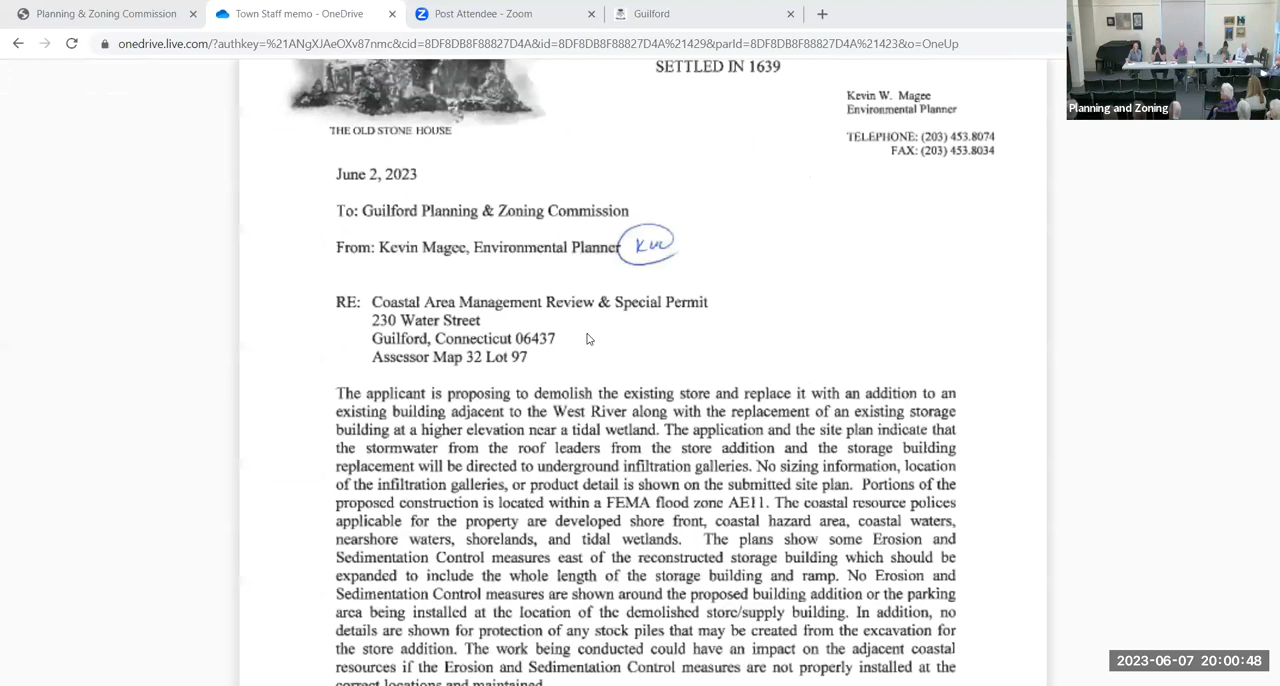 Planning & Zoning Commission
Town Staff memo - OneDrive
Post Attendee - Zoom
Guilford
onedrive.live.com/?authkey=%21ANgXJAeOXv87nmc&cid=8DF8DB8F88827D4A&id=8DF8DB8F88827D4A%21429&parId=8DF8DB8F88827D4A%21423&o=OneUp
Planning and Zoning
SETTLED IN 1639
Kevin W. Magee
Environmental Planner
THE OLD STONE HOUSE
TELEPHONE: (203) 453.8074
FAX: (203) 453.8034
June 2, 2023
To: Guilford Planning & Zoning Commission
From: Kevin Magee, Environmental Planner
RE: Coastal Area Management Review & Special Permit
230 Water Street
Guilford, Connecticut 06437
Assessor Map 32 Lot 97
The applicant is proposing to demolish the existing store and replace it with an addition to an
existing building adjacent to the West River along with the replacement of an existing storage
building at a higher elevation near a tidal wetland. The application and the site plan indicate that
the stormwater from the roof leaders from the store addition and the storage building
replacement will be directed to underground infiltration galleries. No sizing information, location
of the infiltration galleries, or product detail is shown on the submitted site plan. Portions of the
proposed construction is located within a FEMA flood zone AE11. The coastal resource polices
applicable for the property are developed shore front, coastal hazard area, coastal waters,
nearshore waters, shorelands, and tidal wetlands. The plans show some Erosion and
Sedimentation Control measures east of the reconstructed storage building which should be
expanded to include the whole length of the storage building and ramp. No Erosion and
Sedimentation Control measures are shown around the proposed building addition or the parking
area being installed at the location of the demolished store/supply building. In addition, no
details are shown for protection of any stock piles that may be created from the excavation for
the store addition. The work being conducted could have an impact on the adjacent coastal
resources if the Erosion and Sedimentation Control measures are not properly installed at the
correct locations and maintained.
2023-06-07 20:00:48